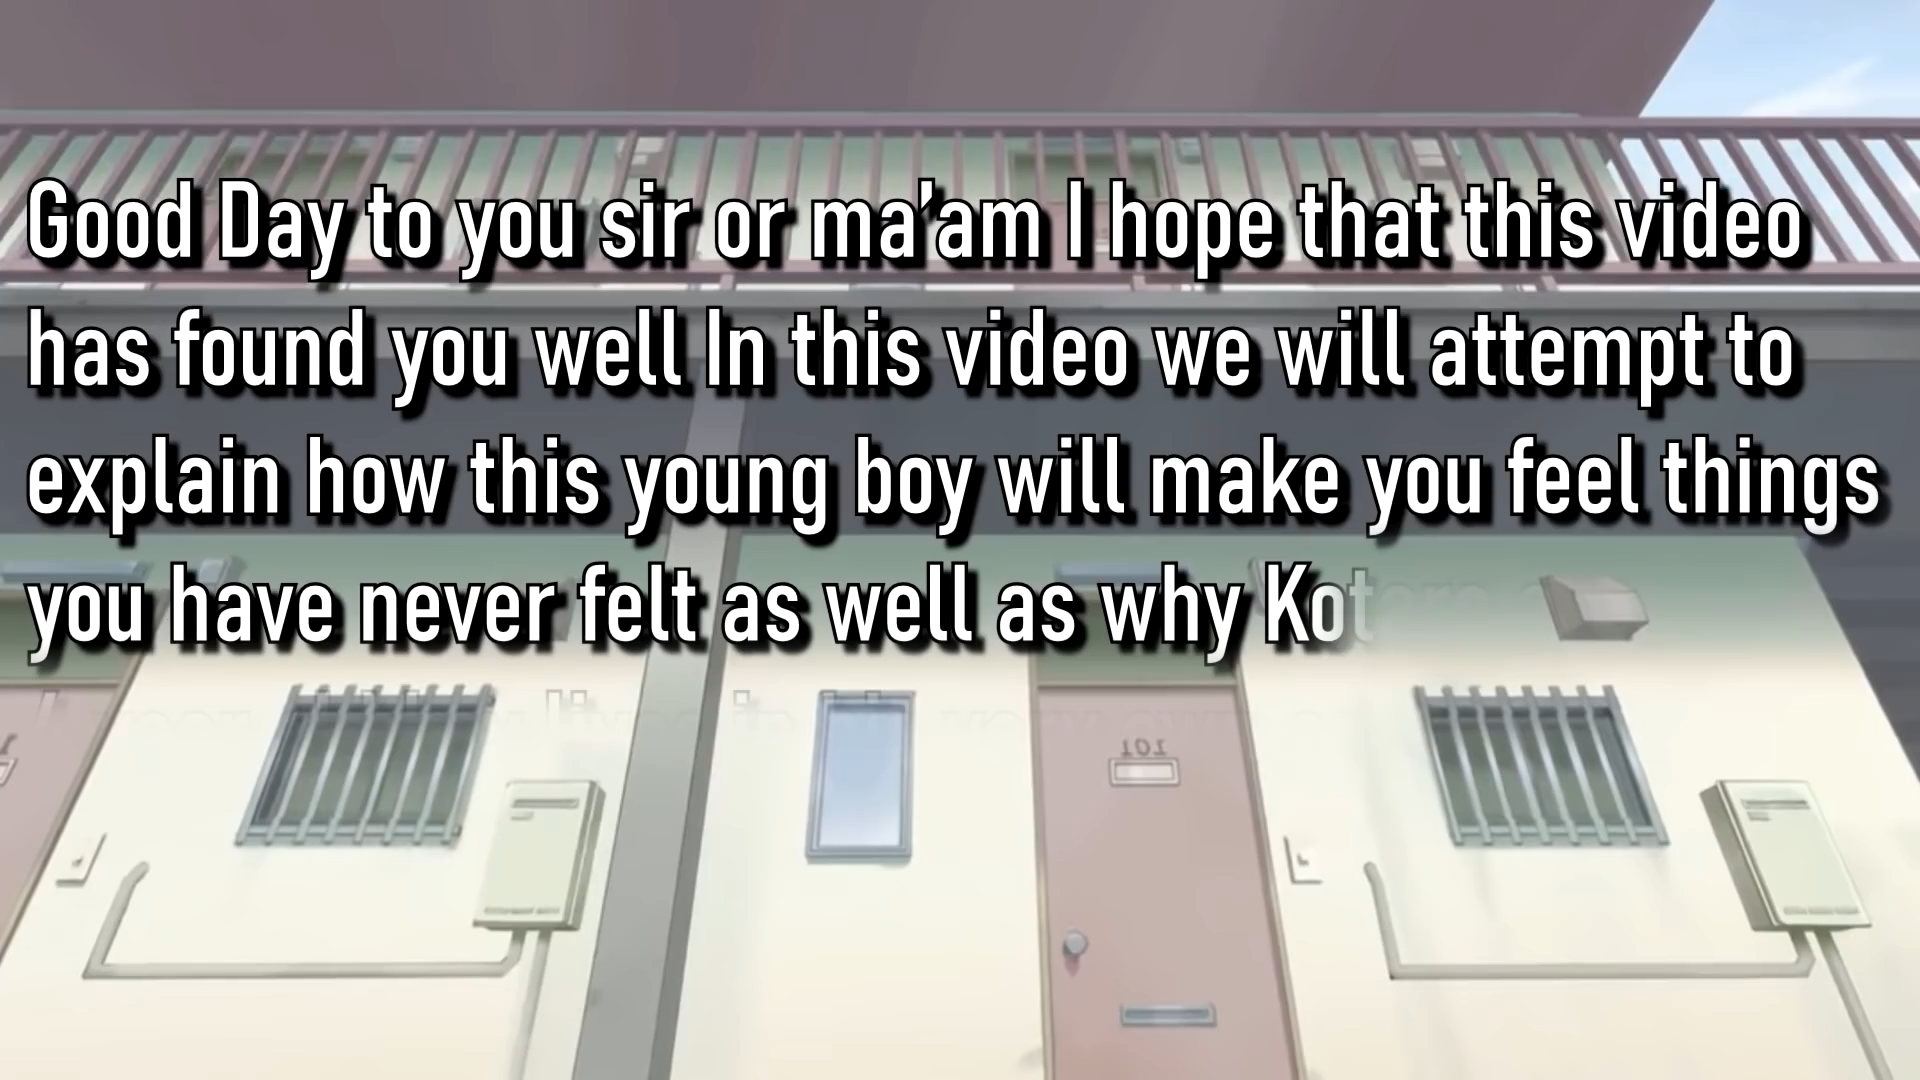 Good Day to you sir or ma'am I hope that this video
has found you well In this video we will attempt to
explain how this young boy will make you feel things
you have never felt as well as why Kot
101